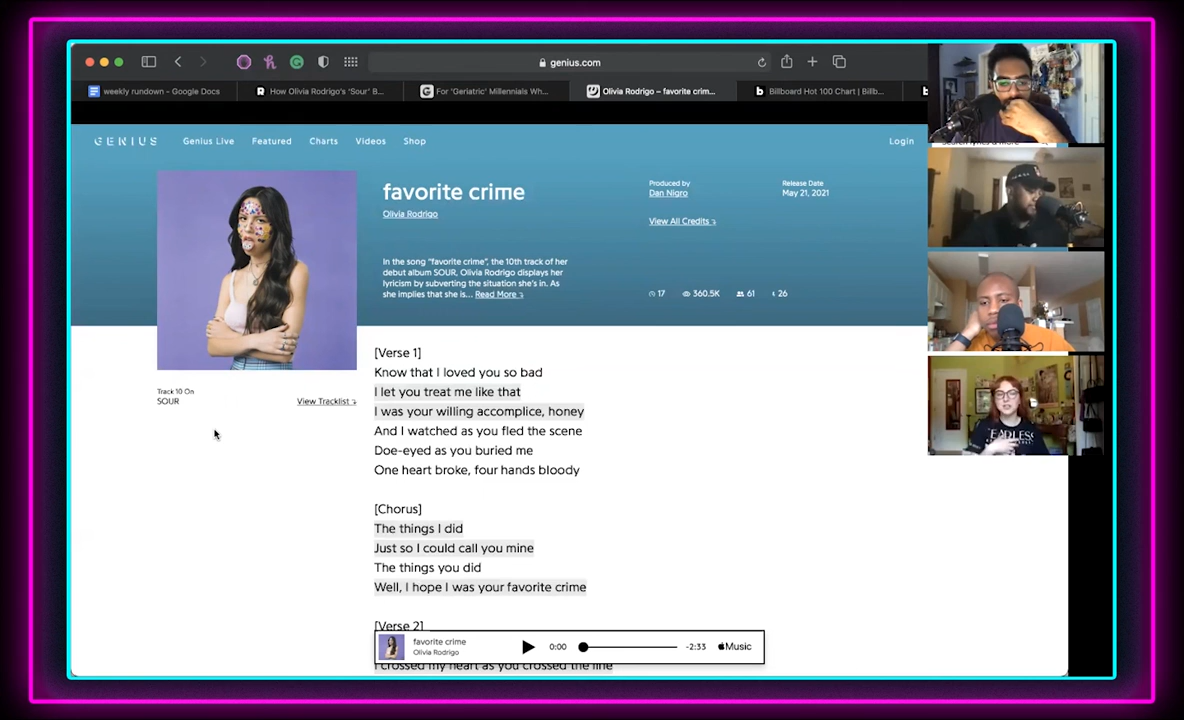 genius.com
weekly rundown - Google Docs
How Olivia Rodrigo's 'Sour' B...
For 'Geriatric' Millennials Wh...
Olivia Rodrigo – favorite crim...
Billboard Hot 100 Chart | Billb...
GENIUS
Genius Live
Featured
Charts
Videos
Shop
Login
favorite crime
Olivia Rodrigo
Produced by
Dan Nigro
Release Date
May 21, 2021
View All Credits
In the song "favorite crime", the 10th track of her
debut album SOUR, Olivia Rodrigo displays her
lyricism by subverting the situation she's in. As
she implies that she is... Read More
17
360.5K
61
26
Track 10 On
SOUR
View Tracklist
[Verse 1]
Know that I loved you so bad
I let you treat me like that
I was your willing accomplice, honey
And I watched as you fled the scene
Doe-eyed as you buried me
One heart broke, four hands bloody
[Chorus]
The things I did
Just so I could call you mine
The things you did
Well, I hope I was your favorite crime
[Verse 2]
I crossed my heart as you crossed the line
favorite crime
Olivia Rodrigo
0:00
-2:33
Music